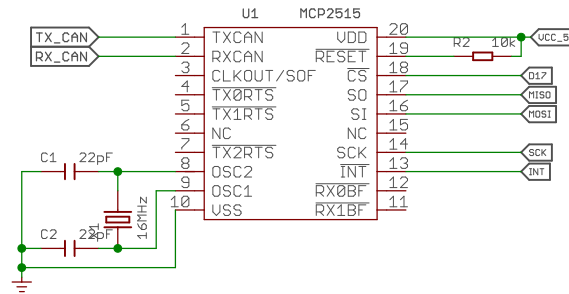 U1 MCP2515
TX_CAN 1 TXCAN VDD 20 VCC_5
RX_CAN 2 RXCAN RESET 19 R2 10k
3 CLKOUT/SOF CS 18 D17
4 TX0RTS SO 17 MISO
5 TX1RTS SI 16 MOSI
6 NC NC 15
7 TX2RTS SCK 14 SCK
C1 22pF 8 OSC2 INT 13 INT
9 OSC1 RX0BF 12
10 VSS RX1BF 11
16MHz
C2 22pF